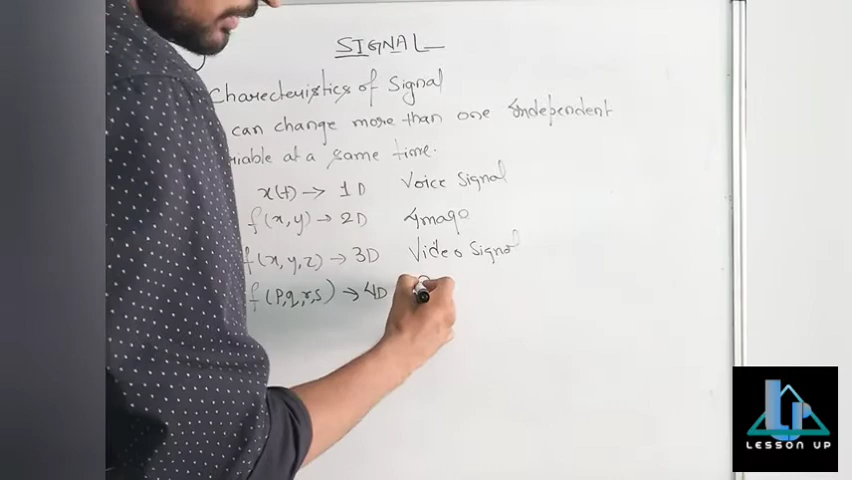 SIGNAL
Charecteristics of Signal
can change more than one independent
riable at a same time.
x(t) → 1D Voice Signal
f(x,y) → 2D Image
f(x,y,z) → 3D Video Signal
f(p,q,r,s) → 4D
LESSON UP